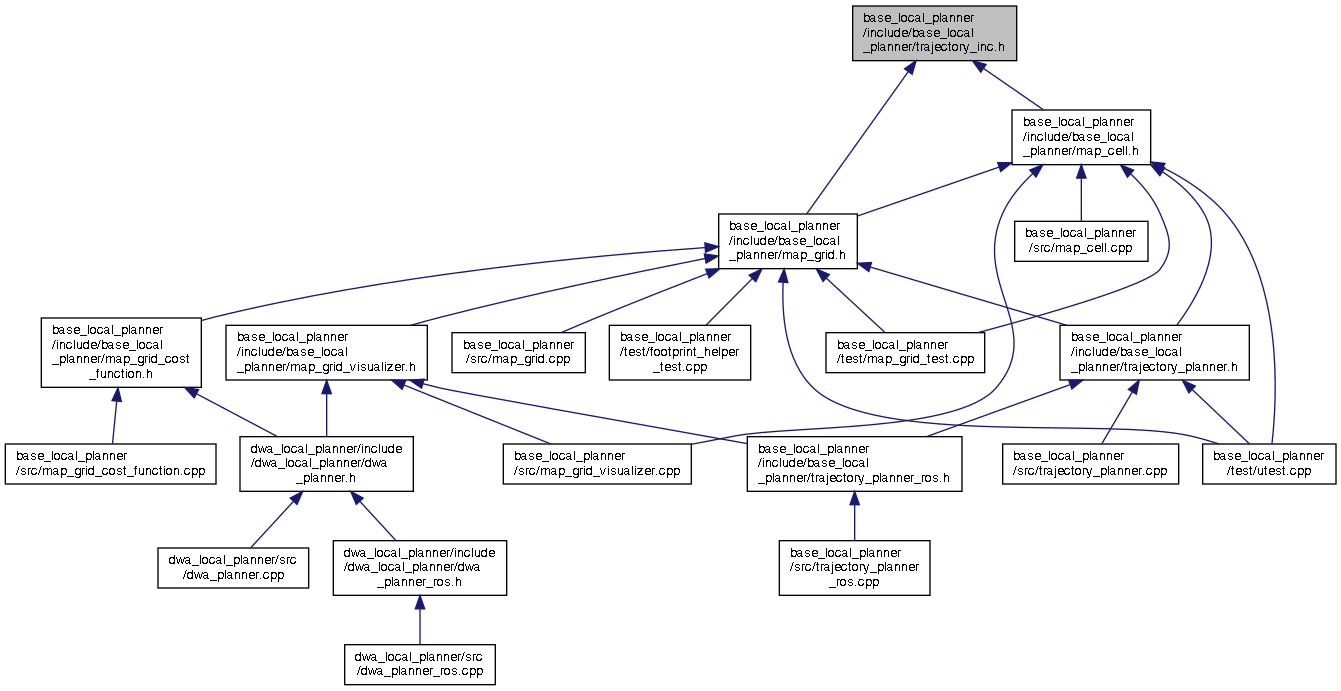 base_local_planner
/include/base_local
_planner/trajectory_inc.h
base_local_planner
/include/base_local
_planner/map_cell.h
base_local_planner
/include/base_local
_planner/map_grid.h
base_local_planner
/src/map_cell.cpp
base_local_planner
/include/base_local
_planner/map_grid_cost
_function.h
base_local_planner
/include/base_local
_planner/map_grid_visualizer.h
base_local_planner
/src/map_grid.cpp
base_local_planner
/test/footprint_helper
_test.cpp
base_local_planner
/test/map_grid_test.cpp
base_local_planner
/include/base_local
_planner/trajectory_planner.h
base_local_planner
/src/map_grid_cost_function.cpp
dwa_local_planner/include
/dwa_local_planner/dwa
_planner.h
base_local_planner
/src/map_grid_visualizer.cpp
base_local_planner
/include/base_local
_planner/trajectory_planner_ros.h
base_local_planner
/src/trajectory_planner.cpp
base_local_planner
/test/utest.cpp
dwa_local_planner/src
/dwa_planner.cpp
dwa_local_planner/include
/dwa_local_planner/dwa
_planner_ros.h
base_local_planner
/src/trajectory_planner
_ros.cpp
dwa_local_planner/src
/dwa_planner_ros.cpp